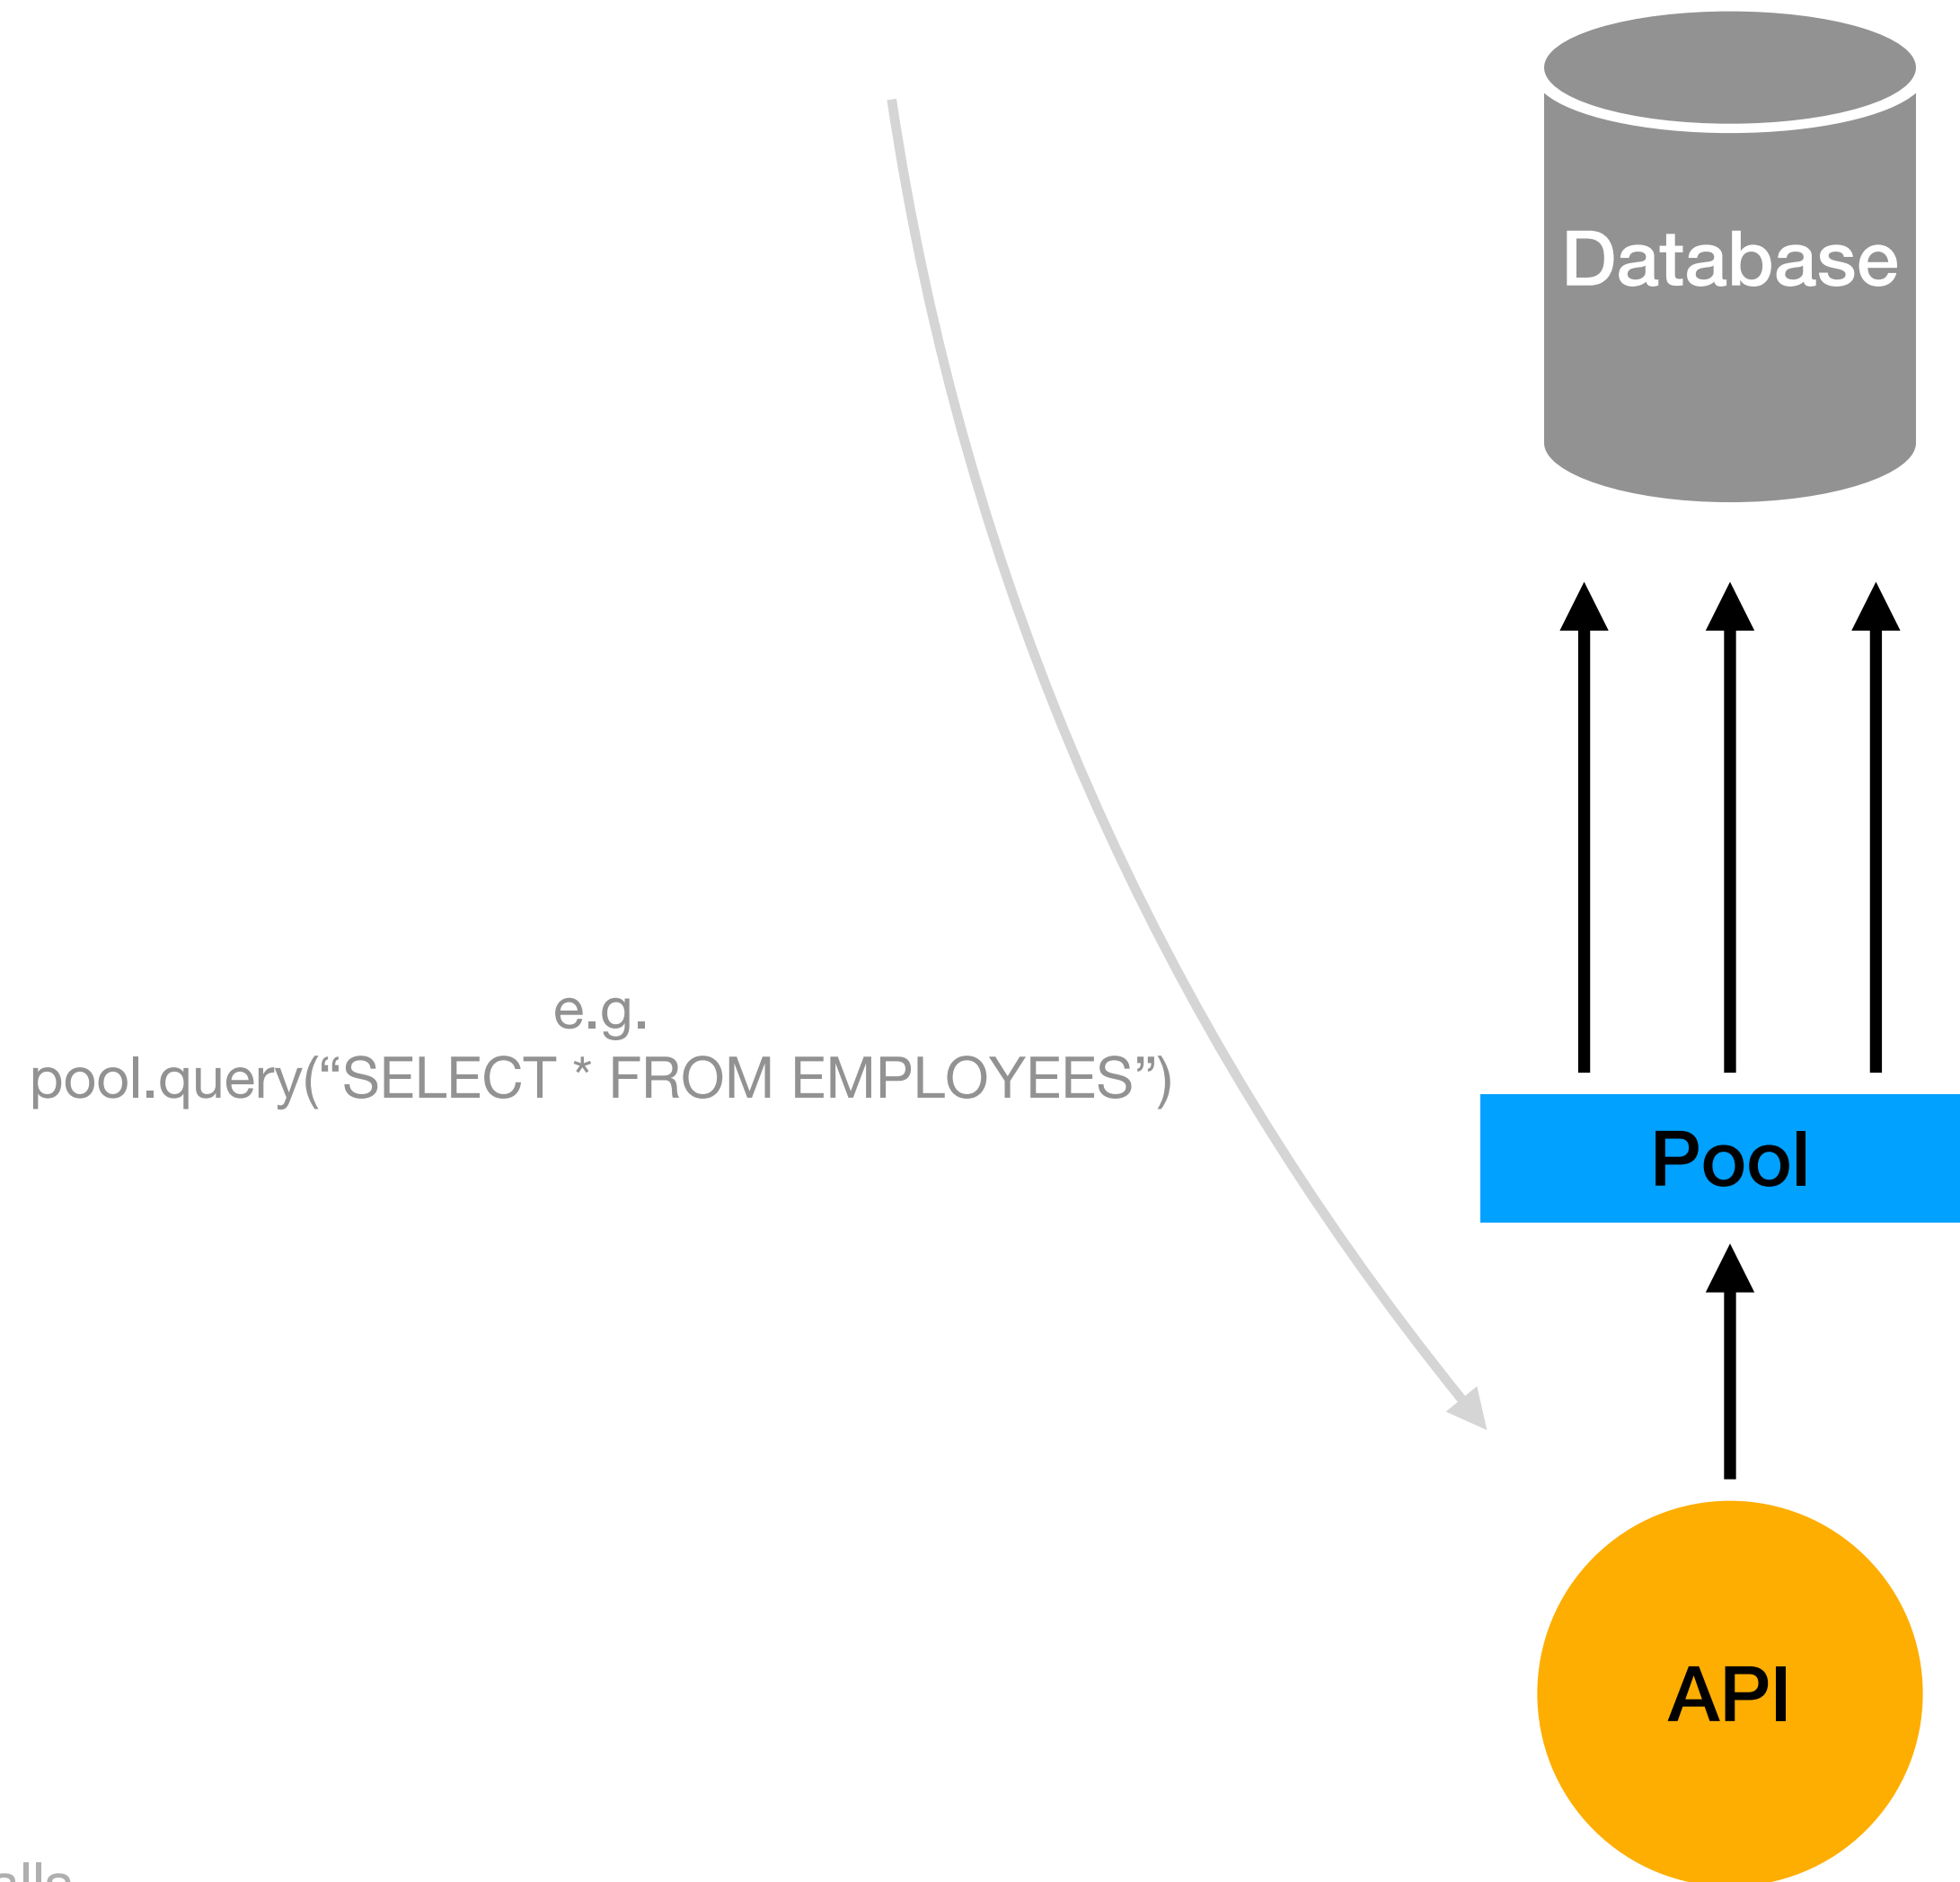 Database
e.g.
pool.query(“SELECT * FROM EMPLOYEES”)
Pool
API